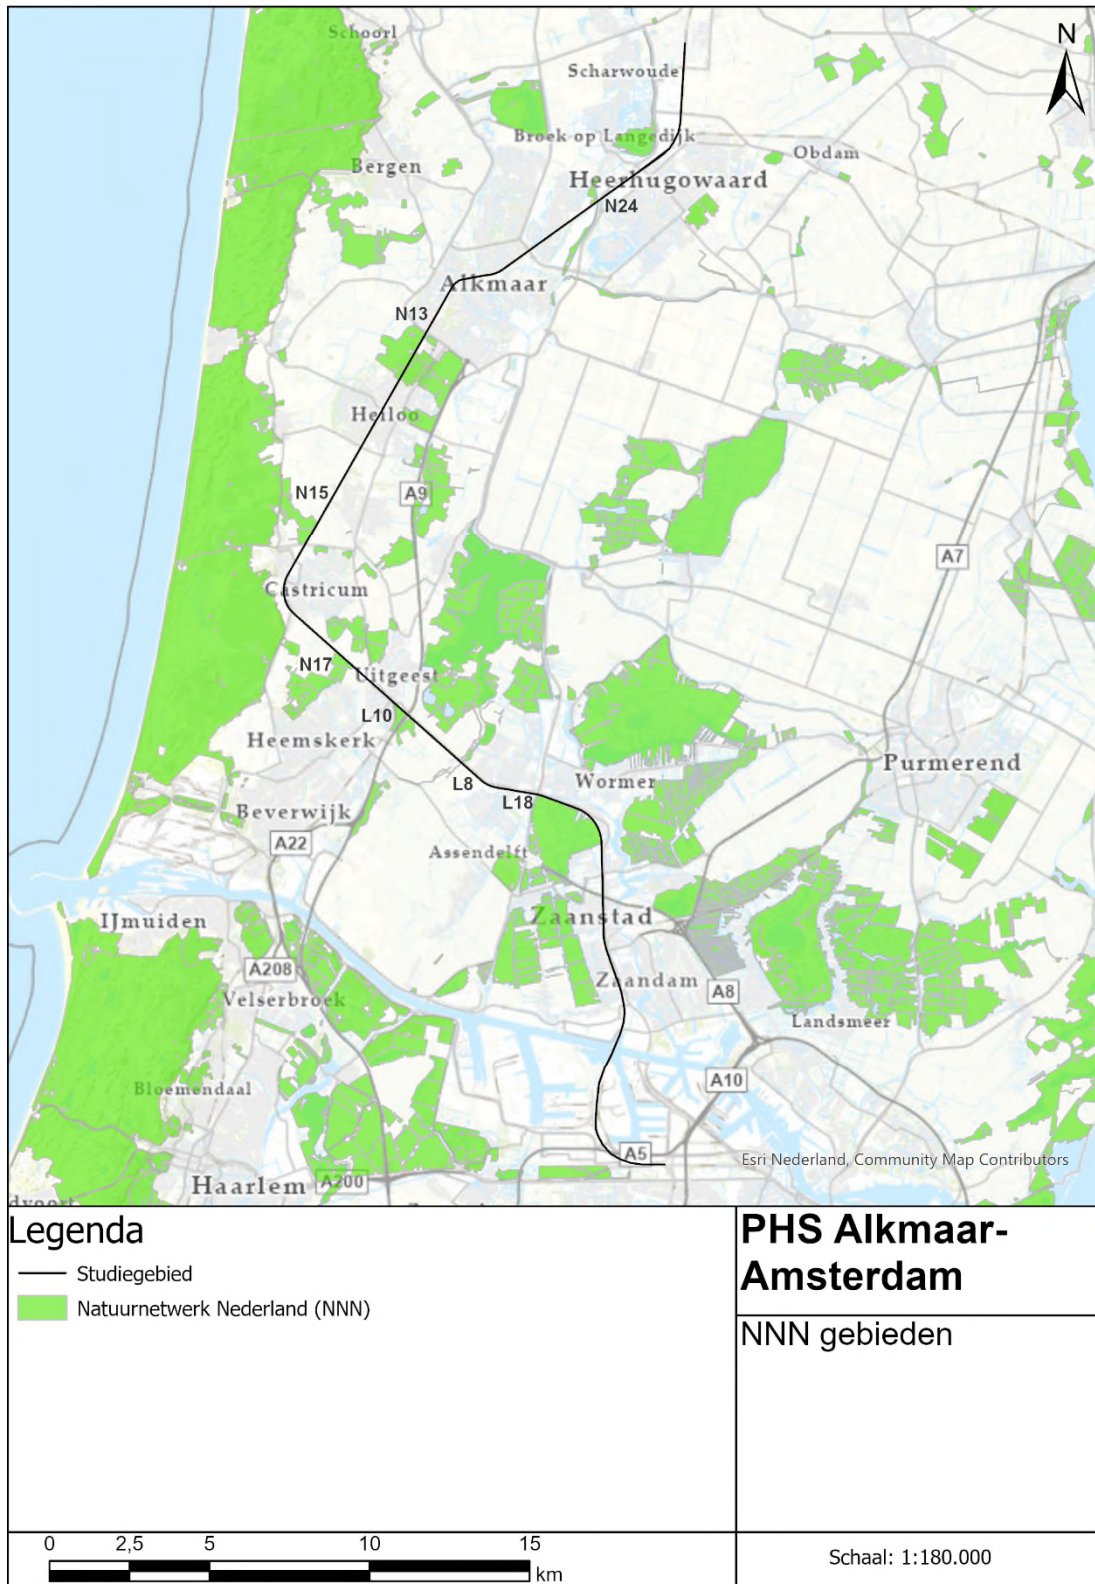 Schoorl
Scharwoude
N
Broek op Langedijk
Obdam
Bergen
Heerhugowaard
N24
Alkmaar
N13
Heiloo
N15
A9
A7
Castricum
N17
Uitgeest
L10
Heemskerk
Purmerend
L8
Wormer
L18
Beverwijk
A22
Assendelft
IJmuiden
Zaanstad
A208
Zaandam
A8
Velserbroek
Landsmeer
Bloemendaal
A10
A5
Esri Nederland, Community Map Contributors
Haarlem
A200
dvoort
Legenda
Studiegebied
Natuurnetwerk Nederland (NNN)
PHS Alkmaar-
Amsterdam
NNN gebieden
0 2,5 5 10 15
km
Schaal: 1:180.000